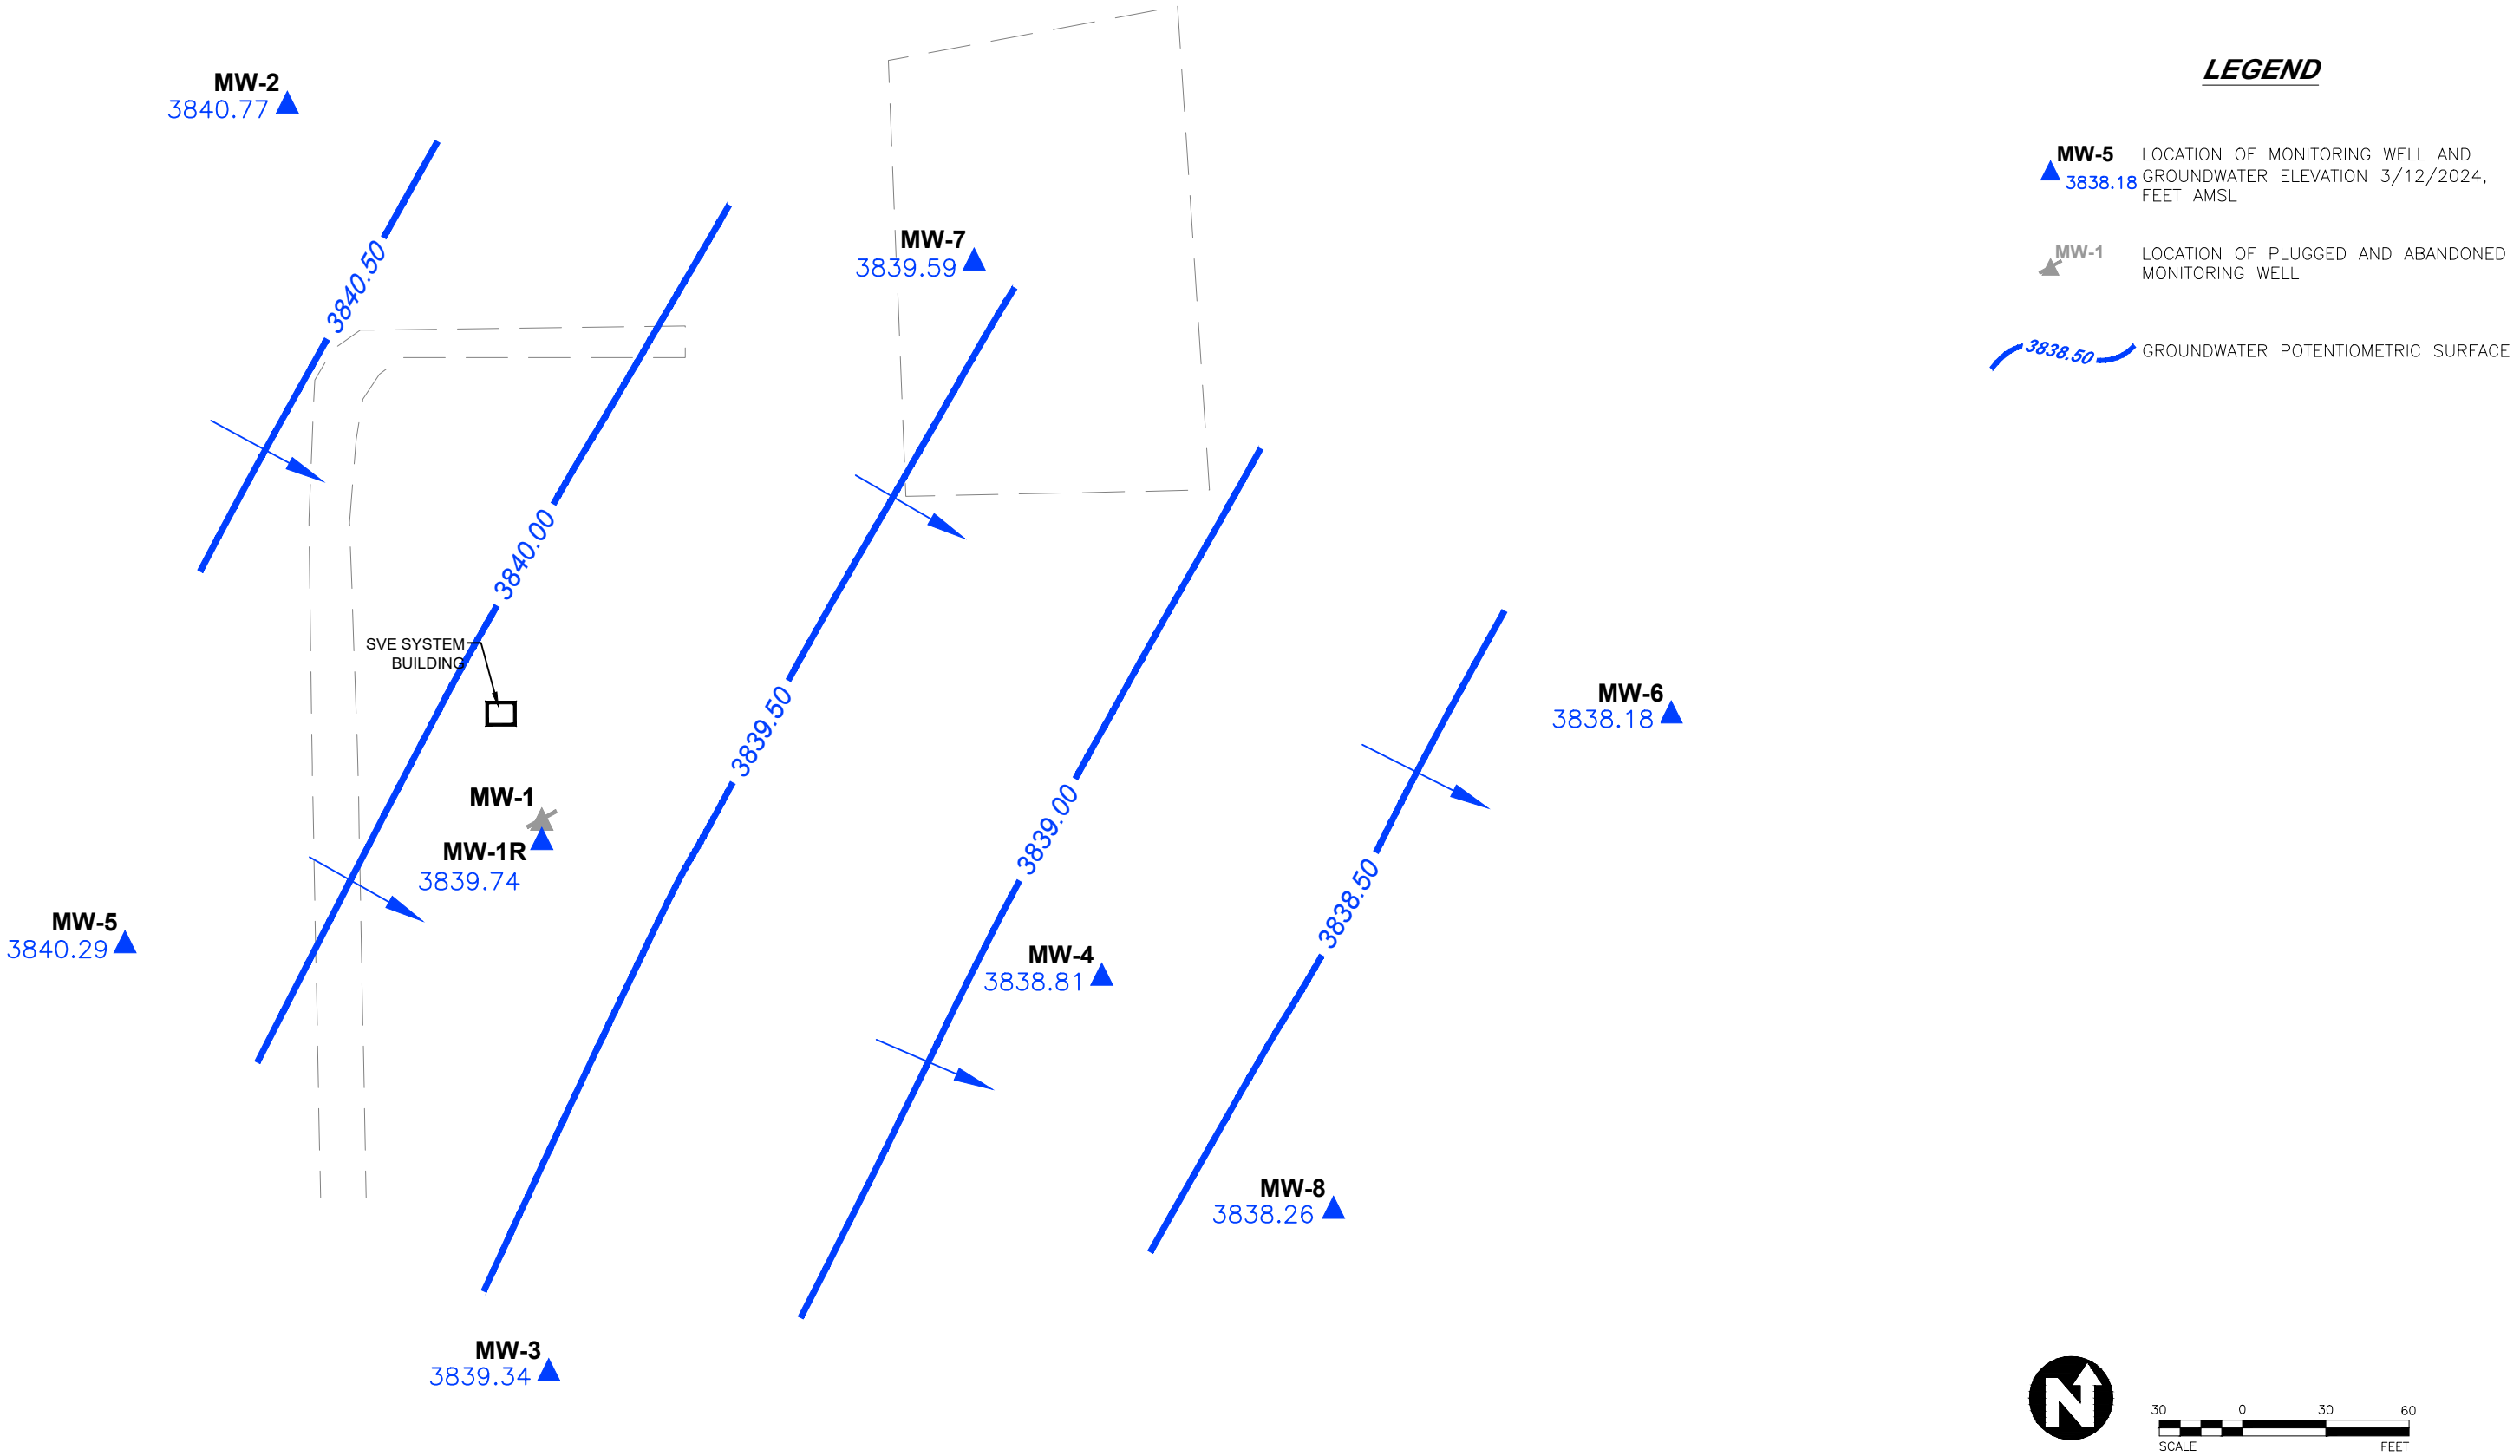 LEGEND
MW-2
3840.77
MW-5
3838.18
LOCATION OF MONITORING WELL AND
GROUNDWATER ELEVATION 3/12/2024,
FEET AMSL
MW-1
LOCATION OF PLUGGED AND ABANDONED
MONITORING WELL
3838.50
GROUNDWATER POTENTIOMETRIC SURFACE
MW-7
3839.59
3840.50
3840.00
SVE SYSTEM
BUILDING
3839.50
MW-6
3838.18
MW-1
MW-1R
3839.74
3839.00
3838.50
MW-5
3840.29
MW-4
3838.81
MW-8
3838.26
MW-3
3839.34
N
30 0 30 60
SCALE FEET